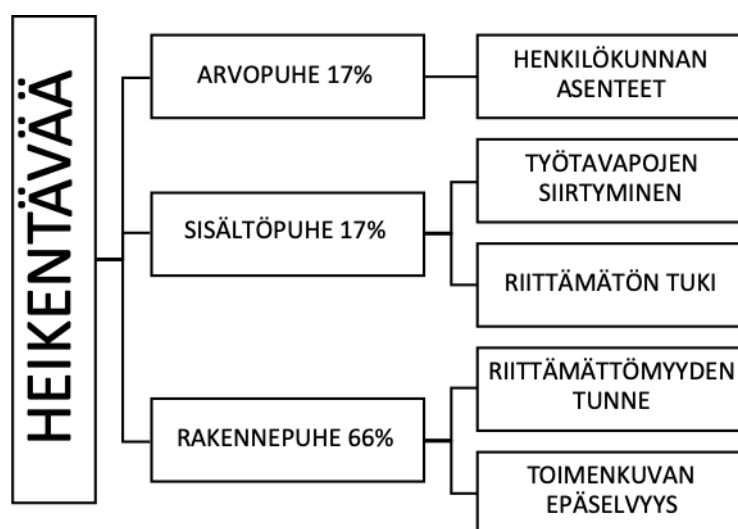 HEIKENTÄVÄÄ
ARVOPUHE 17%
HENKILÖKUNNAN
ASENTEET
SISÄLTÖPUHE 17%
TYÖTAVAPOJEN
SIIRTYMINEN
RIITTÄMÄTÖN TUKI
RAKENNEPUHE 66%
RIITTÄMÄTTÖMYYDEN
TUNNE
TOIMENKUVAN
EPÄSELVYYS